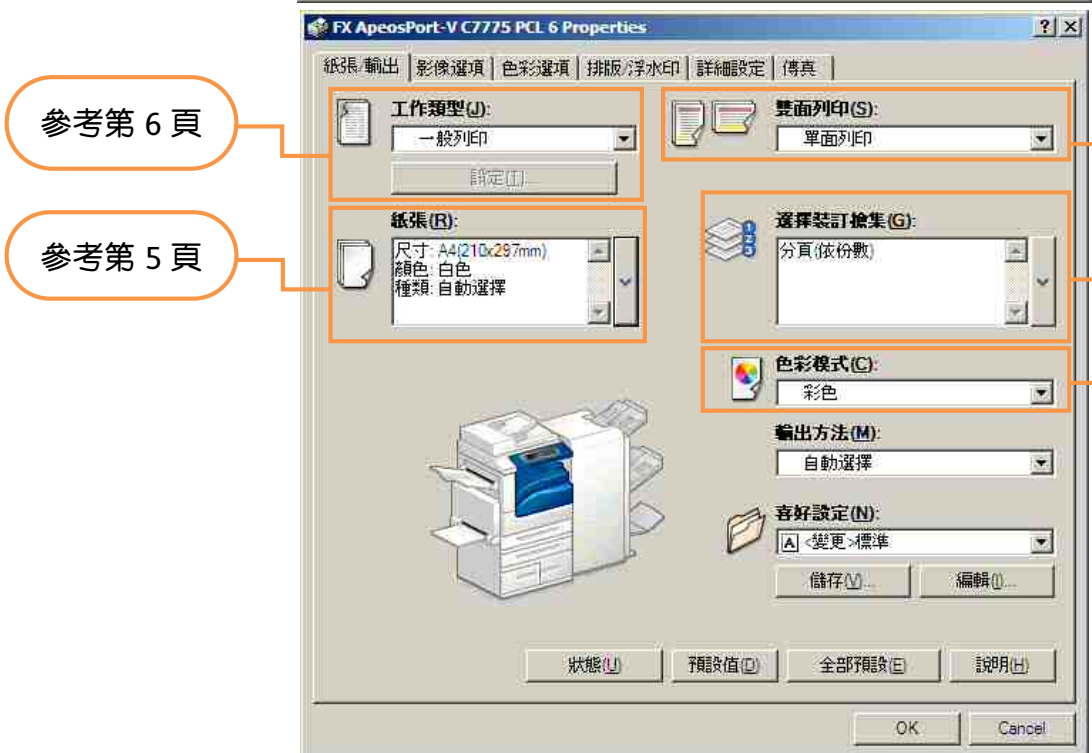 FX ApeosPort-V C7775 PCL 6 Properties
紙張/輸出 影像選項 色彩選項 排版/浮水印 詳細設定 傳真
參考第 6 頁
工作類型(J):
一般列印
設定(T)...
參考第 5 頁
紙張(R):
尺寸: A4(210x297mm)
顏色: 白色
種類: 自動選擇
雙面列印(S):
單面列印
選擇裝訂撿集(G):
分頁(依份數)
色彩模式(C):
彩色
輸出方法(M):
自動選擇
喜好設定(N):
A <變更>標準
儲存(V)... 編輯(I)...
狀態(U) 預設值(D) 全部預設(E) 說明(H)
OK Cancel